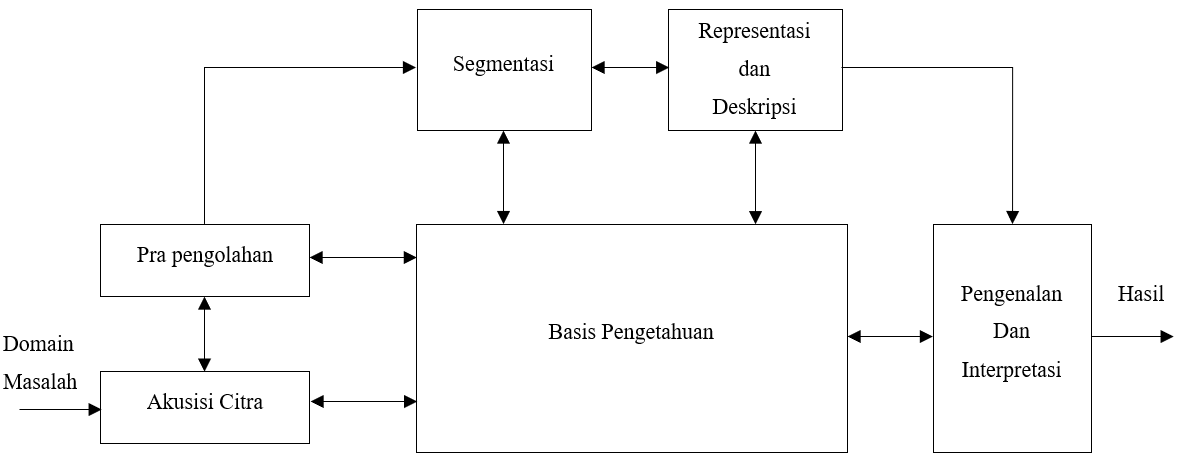 Segmentasi
Representasi
dan
Deskripsi
Pra pengolahan
Basis Pengetahuan
Pengenalan
Dan
Interpretasi
Hasil
Domain
Masalah
Akusisi Citra